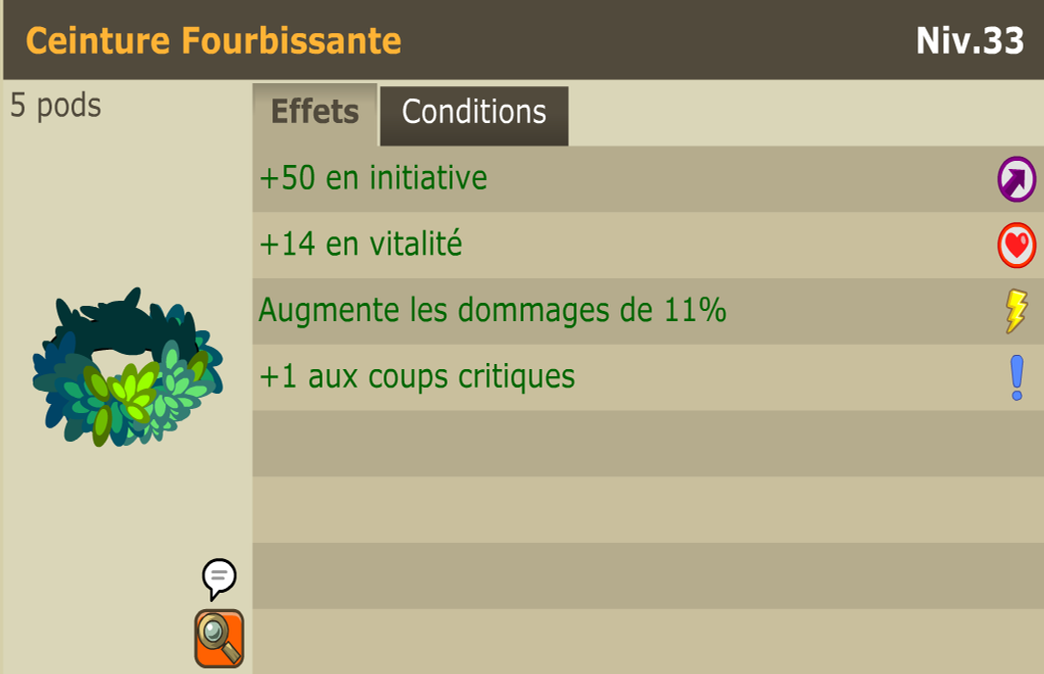 Ceinture Fourbissante
Niv.33
5 pods
Effets
Conditions
+50 en initiative
+14 en vitalité
Augmente les dommages de 11%
+1 aux coups critiques